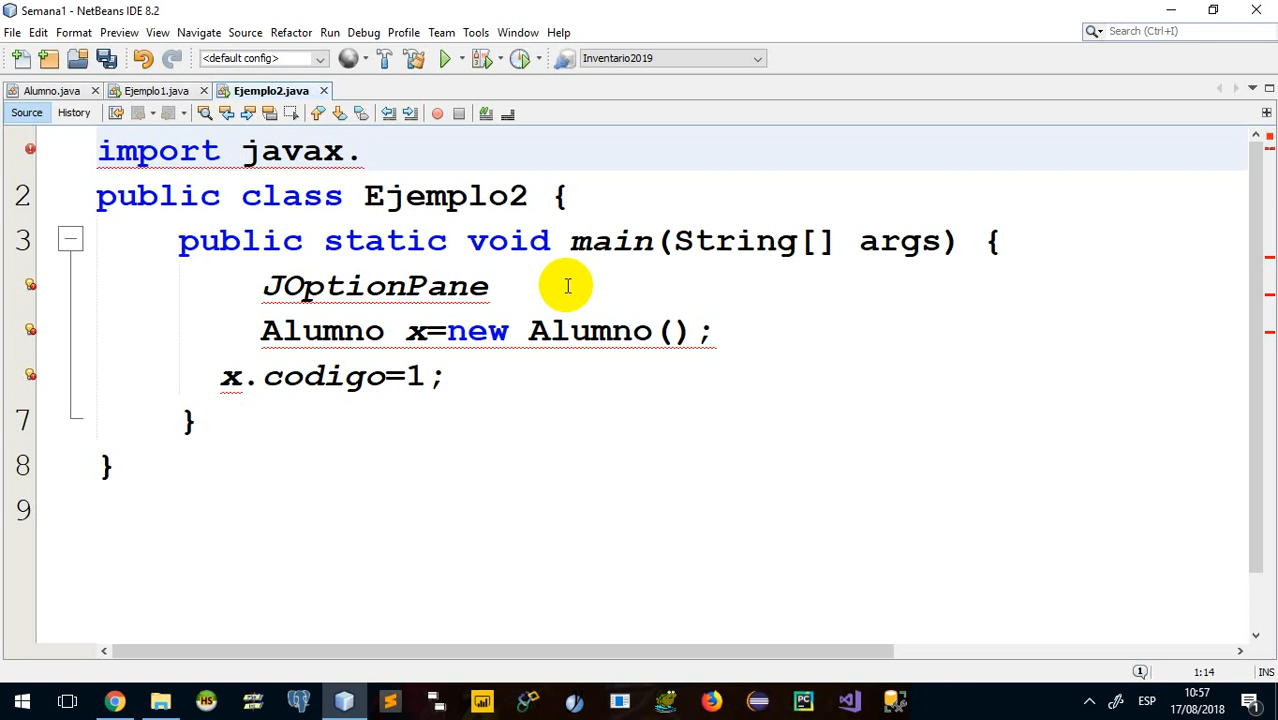 Semana1 - NetBeans IDE 8.2
File Edit Format Preview View Navigate Source Refactor Run Debug Profile Team Tools Window Help
Search (Ctrl+I)
<default config>
Inventario2019
Alumno.java Ejemplo1.java Ejemplo2.java
Source History
import javax.
2 public class Ejemplo2 {
3 public static void main(String[] args) {
JOptionPane
Alumno x=new Alumno();
x.codigo=1;
7 }
8 }
9
1:14 INS
ESP 10:57
17/08/2018